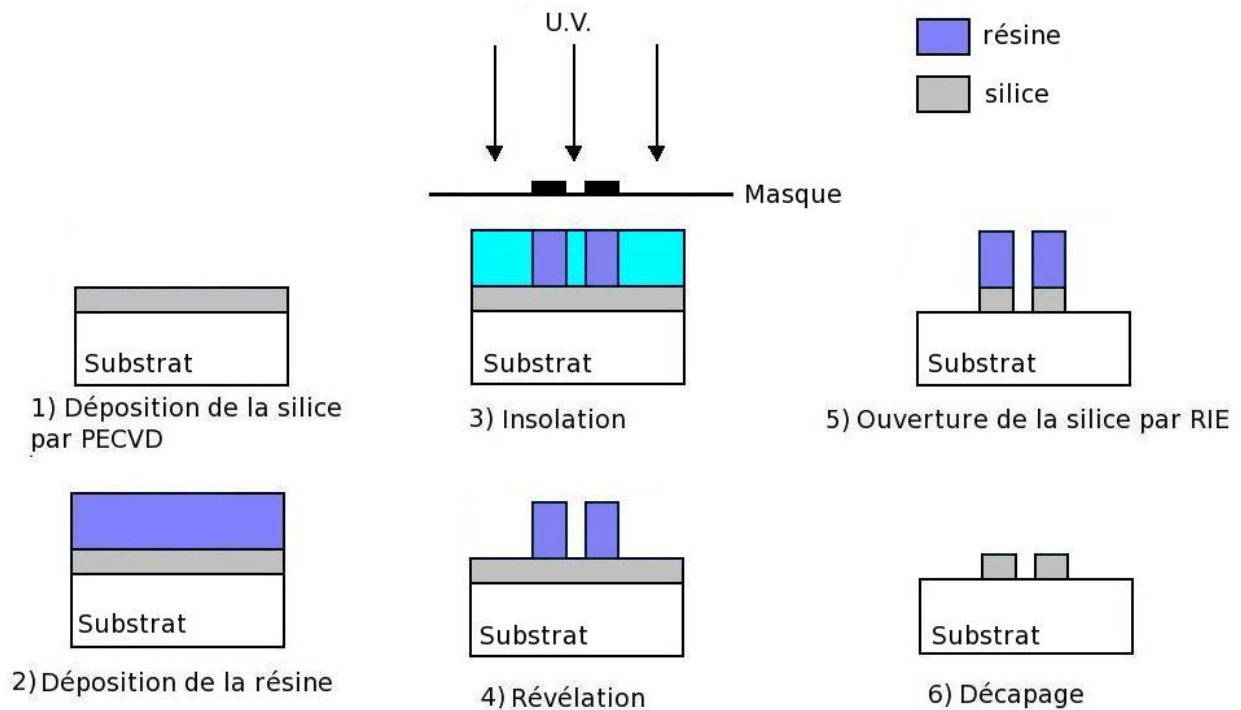 U.V.
résine
silice
Masque
Substrat
1) Déposition de la silice
par PECVD
Substrat
2) Déposition de la résine
Substrat
3) Insolation
Substrat
4) Révélation
Substrat
5) Ouverture de la silice par RIE
Substrat
6) Décapage